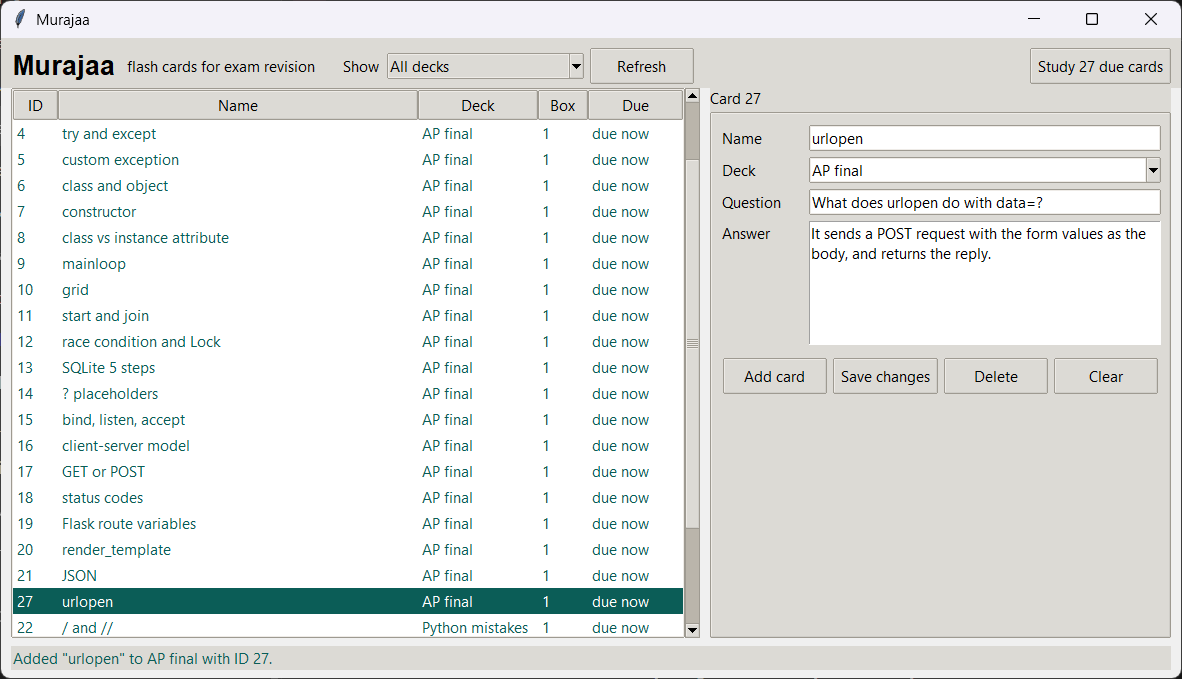 Murajaa
Murajaa flash cards for exam revision Show All decks Refresh Study 27 due cards
ID Name Deck Box Due
4 try and except AP final 1 due now
5 custom exception AP final 1 due now
6 class and object AP final 1 due now
7 constructor AP final 1 due now
8 class vs instance attribute AP final 1 due now
9 mainloop AP final 1 due now
10 grid AP final 1 due now
11 start and join AP final 1 due now
12 race condition and Lock AP final 1 due now
13 SQLite 5 steps AP final 1 due now
14 ? placeholders AP final 1 due now
15 bind, listen, accept AP final 1 due now
16 client-server model AP final 1 due now
17 GET or POST AP final 1 due now
18 status codes AP final 1 due now
19 Flask route variables AP final 1 due now
20 render_template AP final 1 due now
21 JSON AP final 1 due now
27 urlopen AP final 1 due now
22 / and // Python mistakes 1 due now
Card 27
Name urlopen
Deck AP final
Question What does urlopen do with data=?
Answer It sends a POST request with the form values as the
body, and returns the reply.
Add card Save changes Delete Clear
Added "urlopen" to AP final with ID 27.